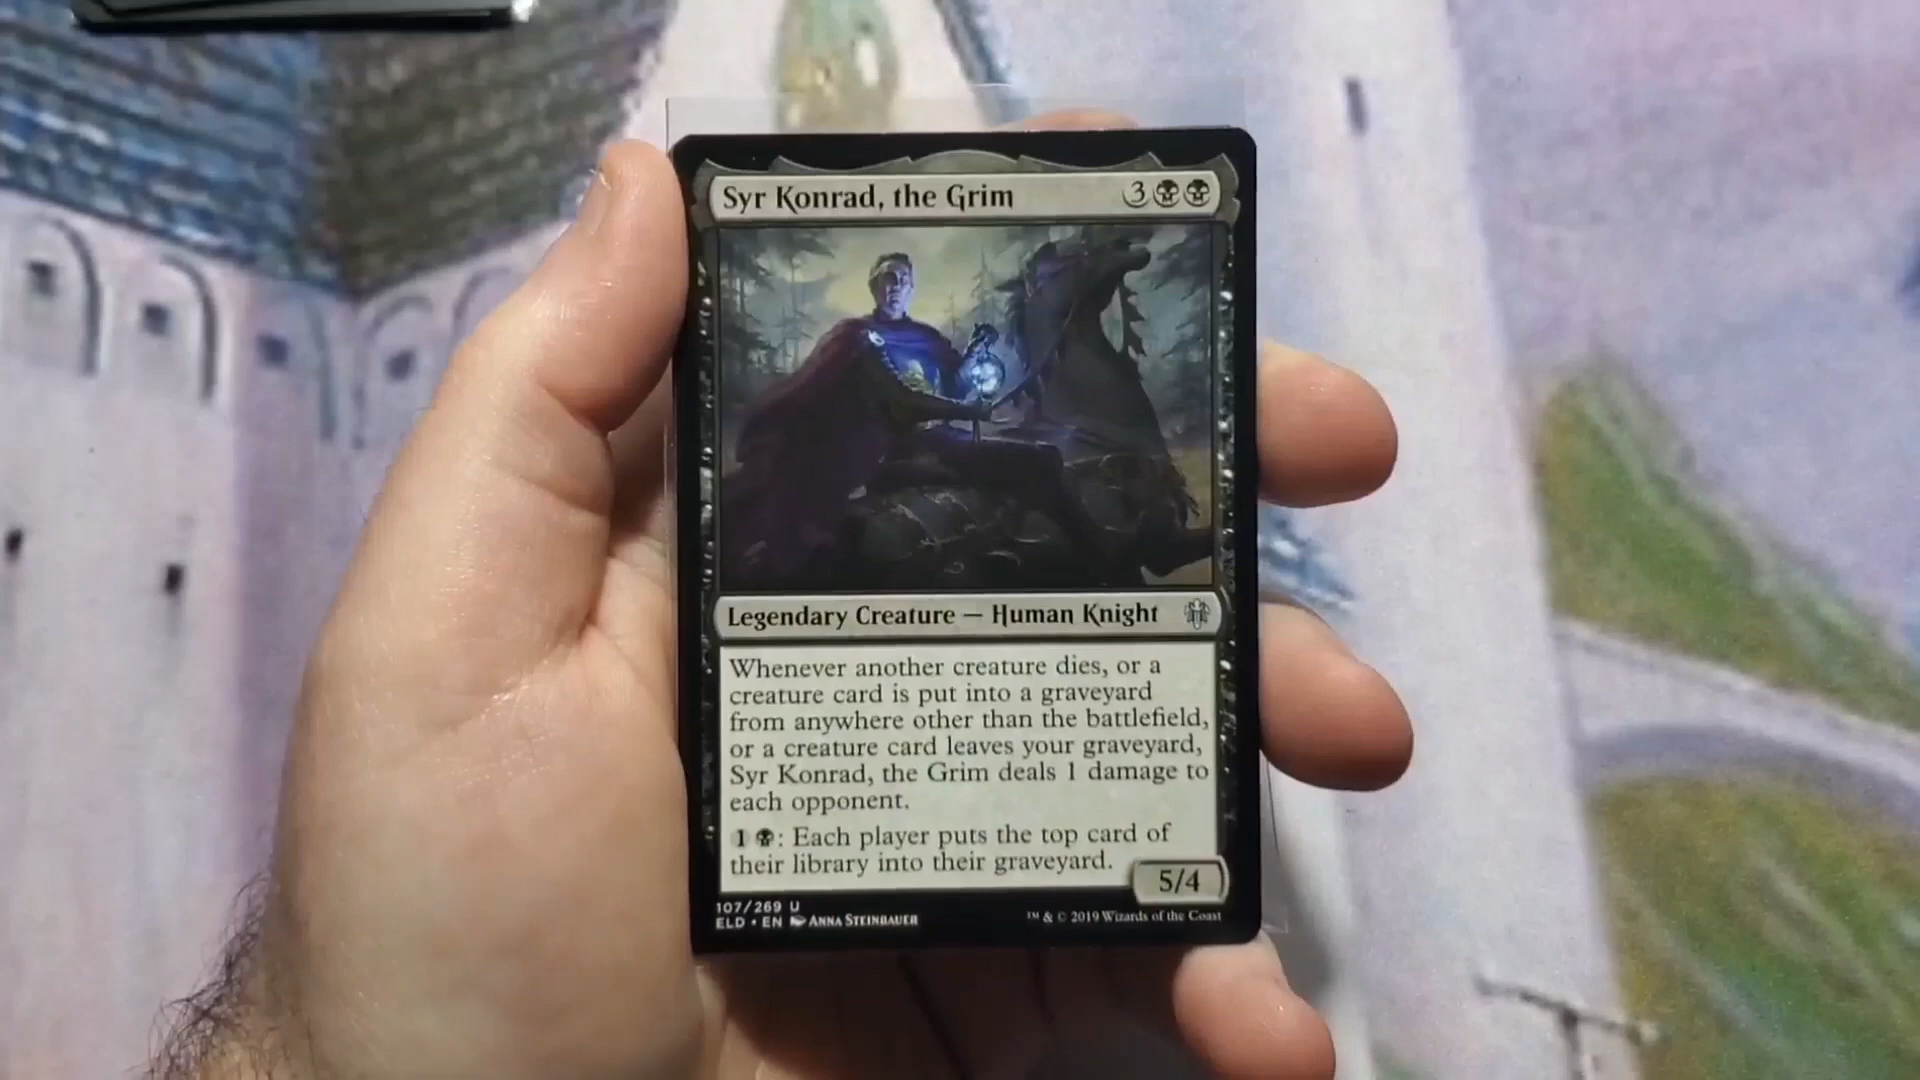 Syr Konrad, the Grim 3
Legendary Creature — Human Knight
Whenever another creature dies, or a
creature card is put into a graveyard
from anywhere other than the battlefield,
or a creature card leaves your graveyard,
Syr Konrad, the Grim deals 1 damage to
each opponent.
1 : Each player puts the top card of
their library into their graveyard.
5/4
107/269 U
ELD • EN ANNA STEINBAUER
™ & © 2019 Wizards of the Coast